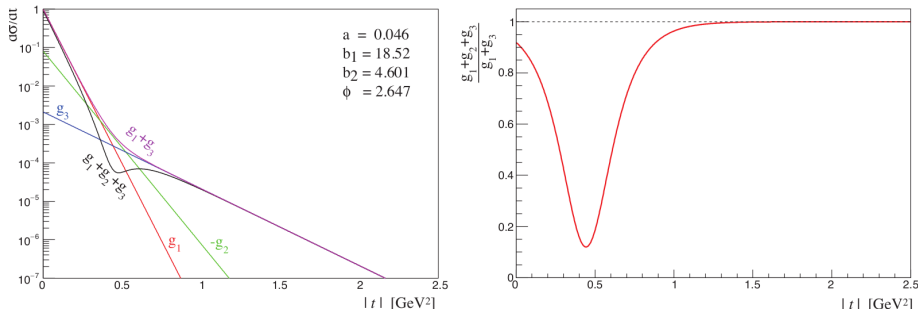 dσ/dt
1
10⁻¹
10⁻²
10⁻³
10⁻⁴
10⁻⁵
10⁻⁶
10⁻⁷
a = 0.046
b₁ = 18.52
b₂ = 4.601
ϕ = 2.647
g₃
g₁+g₃
g₁+g₂+g₃
g₁
-g₂
0 0.5 1 1.5 2 2.5
|t| [GeV²]
g₁+g₂+g₃
g₁+g₃
1
0.8
0.6
0.4
0.2
0
0 0.5 1 1.5 2 2.5
|t| [GeV²]